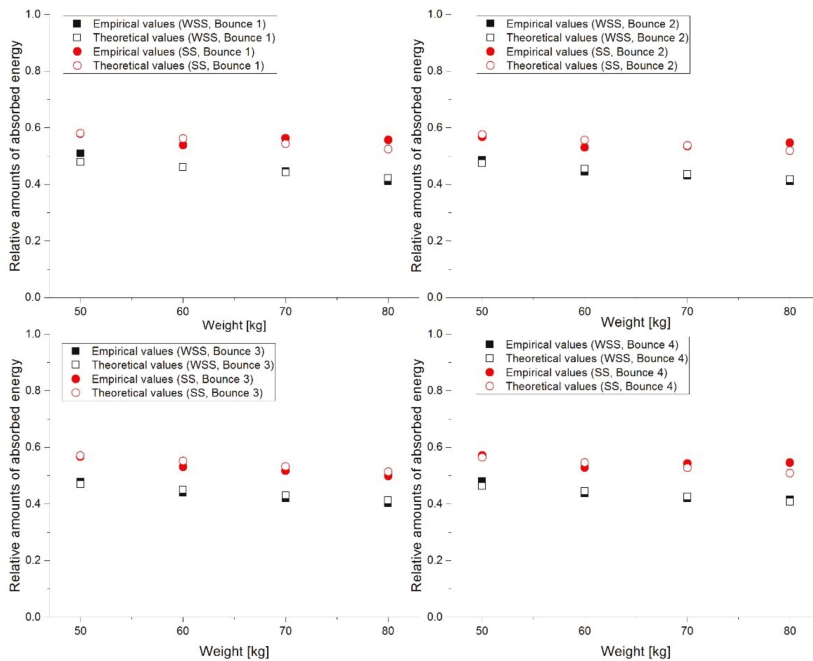 Empirical values (WSS, Bounce 1)
Theoretical values (WSS, Bounce 1)
Empirical values (SS, Bounce 1)
Theoretical values (SS, Bounce 1)
Relative amounts of absorbed energy
1.0
0.8
0.6
0.4
0.2
0.0
50
60
70
80
Weight [kg]
Empirical values (WSS, Bounce 2)
Theoretical values (WSS, Bounce 2)
Empirical values (SS, Bounce 2)
Theoretical values (SS, Bounce 2)
Relative amounts of absorbed energy
1.0
0.8
0.6
0.4
0.2
0.0
50
60
70
80
Weight [kg]
Empirical values (WSS, Bounce 3)
Theoretical values (WSS, Bounce 3)
Empirical values (SS, Bounce 3)
Theoretical values (SS, Bounce 3)
Relative amounts of absorbed energy
1.0
0.8
0.6
0.4
0.2
0.0
50
60
70
80
Weight [kg]
Empirical values (WSS, Bounce 4)
Theoretical values (WSS, Bounce 4)
Empirical values (SS, Bounce 4)
Theoretical values (SS, Bounce 4)
Relative amounts of absorbed energy
1.0
0.8
0.6
0.4
0.2
0.0
50
60
70
80
Weight [kg]